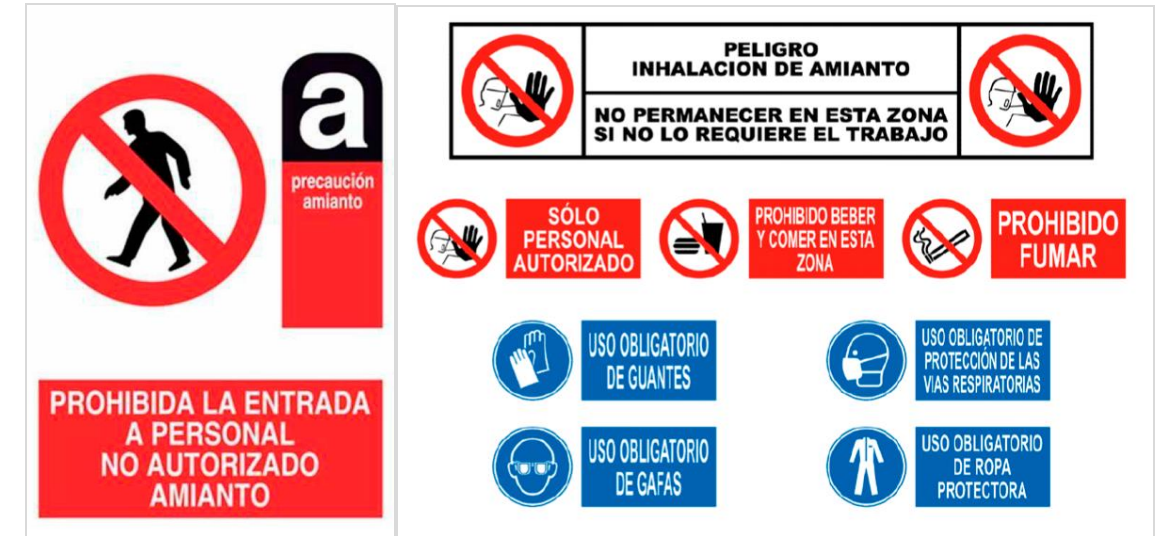 a
precaución
amianto
PROHIBIDA LA ENTRADA
A PERSONAL
NO AUTORIZADO
AMIANTO
PELIGRO
INHALACION DE AMIANTO
NO PERMANECER EN ESTA ZONA
SI NO LO REQUIERE EL TRABAJO
SÓLO
PERSONAL
AUTORIZADO
PROHIBIDO BEBER
Y COMER EN ESTA
ZONA
PROHIBIDO
FUMAR
USO OBLIGATORIO
DE GUANTES
USO OBLIGATORIO DE
PROTECCIÓN DE LAS
VIAS RESPIRATORIAS
USO OBLIGATORIO
DE GAFAS
USO OBLIGATORIO
DE ROPA
PROTECTORA